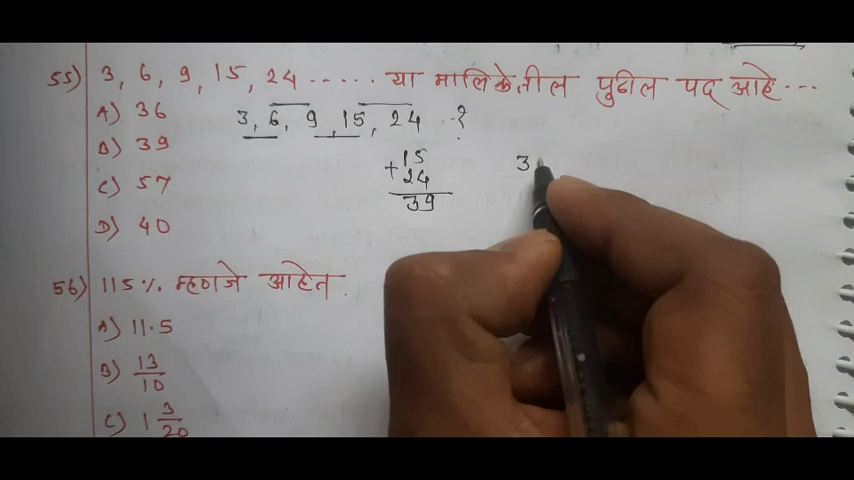 55) 3, 6, 9, 15, 24 ...... या मालिकेतील पुढील पद आहे...
A) 36
3, 6, 9, 15, 24 ?
B) 39
+ 15
24
39
3
C) 57
D) 40
56) 115% म्हणजे आहेत.
A) 11.5
B) 13/10
C) 1 3/20